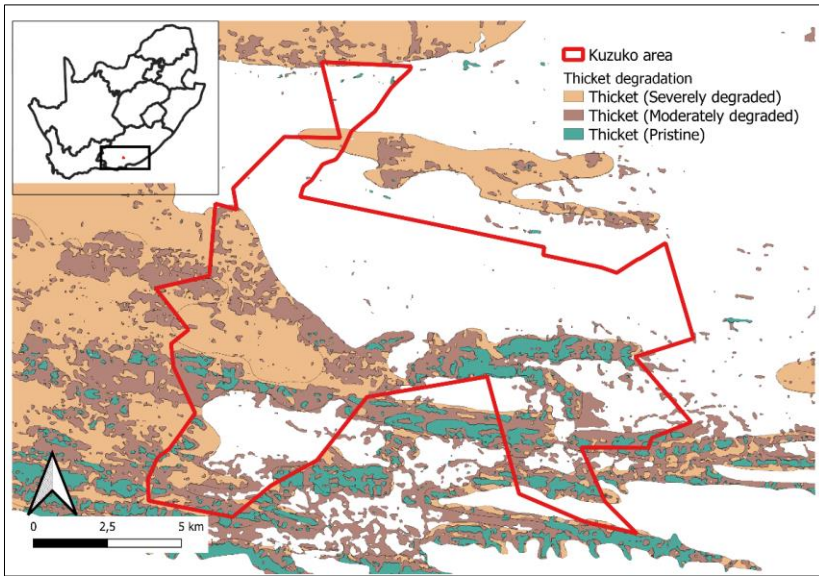 Kuzuko area
Thicket degradation
Thicket (Severely degraded)
Thicket (Moderately degraded)
Thicket (Pristine)
0 2,5 5 km